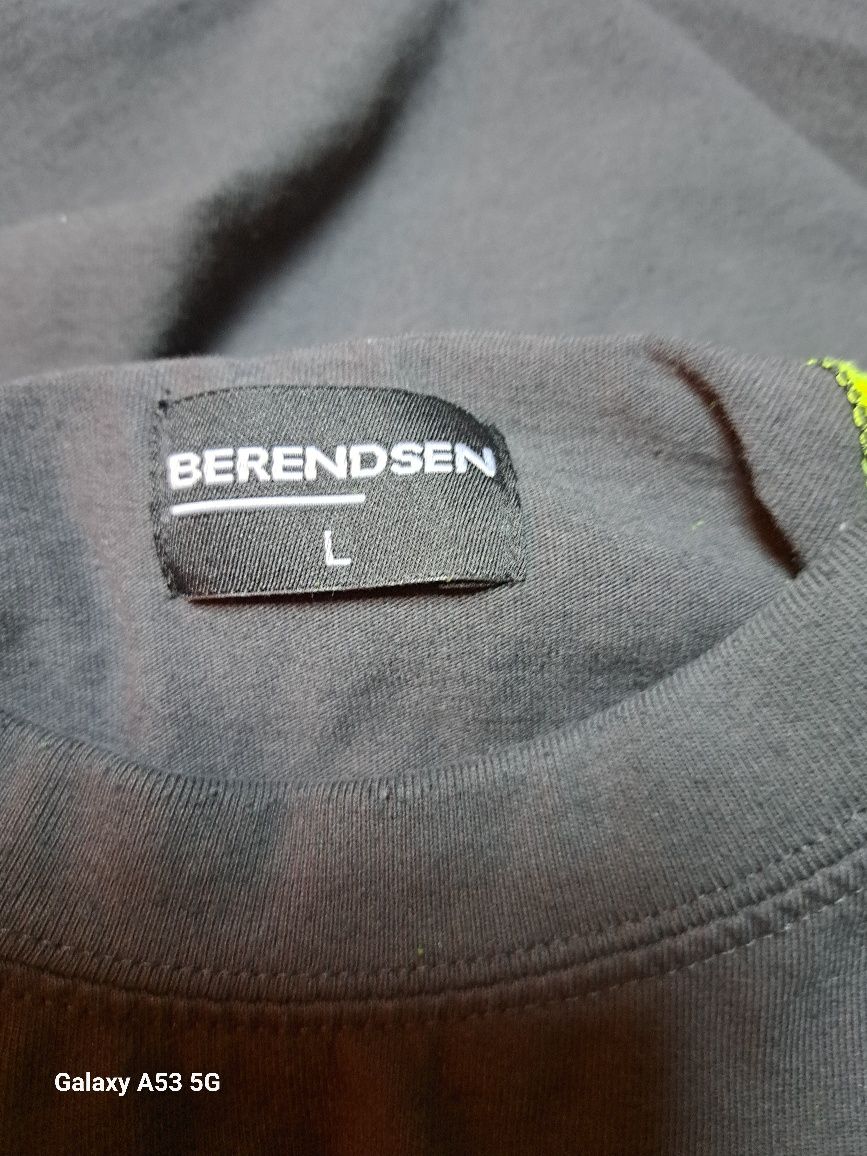 BERENDSEN
L
Galaxy A53 5G